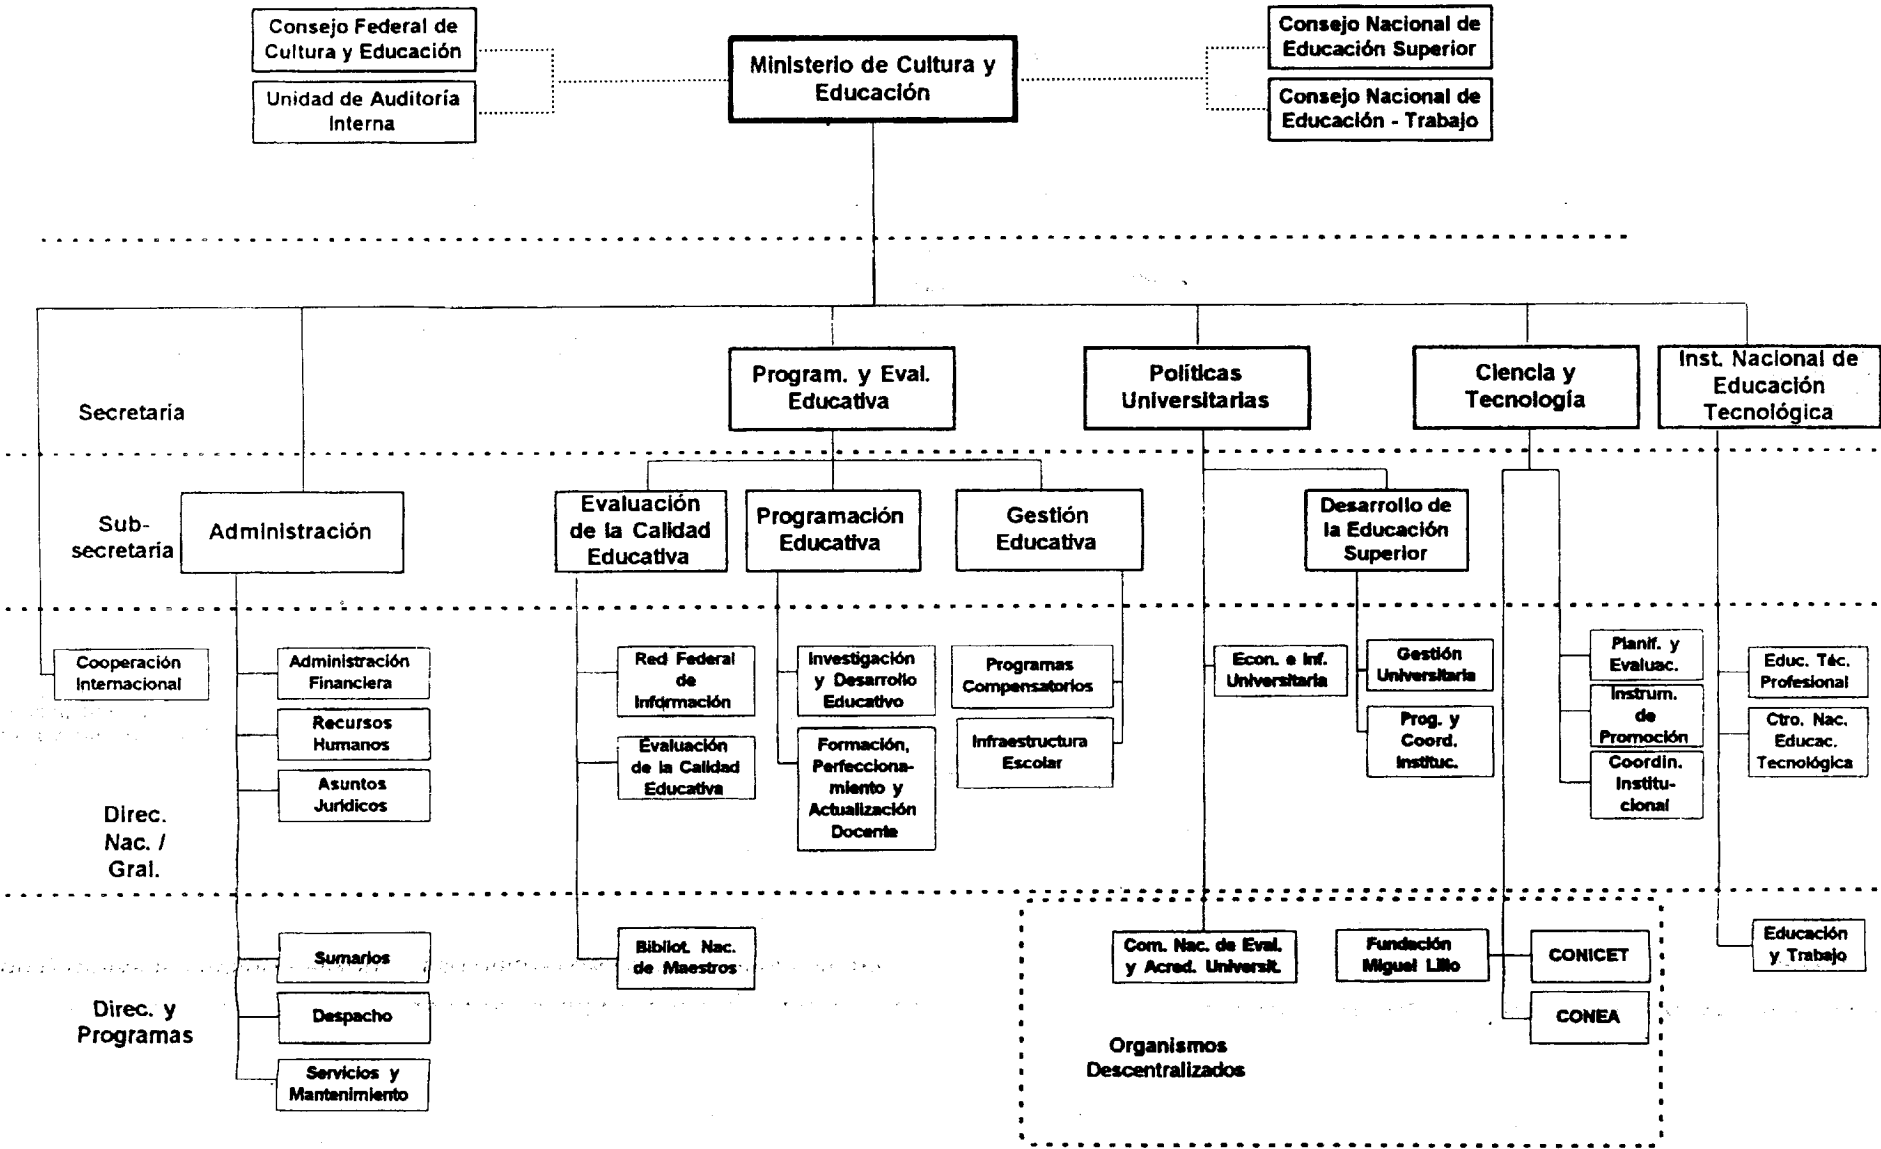 Consejo Federal de
Cultura y Educación
Unidad de Auditoría
Interna
Ministerio de Cultura y
Educación
Consejo Nacional de
Educación Superior
Consejo Nacional de
Educación - Trabajo
Secretaría
Program. y Eval.
Educativa
Políticas
Universitarias
Ciencia y
Tecnología
Inst. Nacional de
Educación
Tecnológica
Sub-
secretaría
Administración
Evaluación
de la Calidad
Educativa
Programación
Educativa
Gestión
Educativa
Desarrollo de
la Educación
Superior
Direc.
Nac. /
Gral.
Cooperación
Internacional
Administración
Financiera
Recursos
Humanos
Asuntos
Jurídicos
Red Federal
de
Información
Evaluación
de la Calidad
Educativa
Investigación
y Desarrollo
Educativo
Formación,
Perfecciona-
miento y
Actualización
Docente
Programas
Compensatorios
Infraestructura
Escolar
Econ. e Inf.
Universitaria
Gestión
Universitaria
Prog. y
Coord.
Instituc.
Planif. y
Evaluac.
Instrum.
de
Promoción
Coordin.
Institu-
cional
Educ. Téc.
Profesional
Ctro. Nac.
Educac.
Tecnológica
Direc. y
Programas
Sumarios
Despacho
Servicios y
Mantenimiento
Bibliot. Nac.
de Maestros
Com. Nac. de Eval.
y Acred. Universit.
Fundación
Miguel Lillo
CONICET
CONEA
Organismos
Descentralizados
Educación
y Trabajo